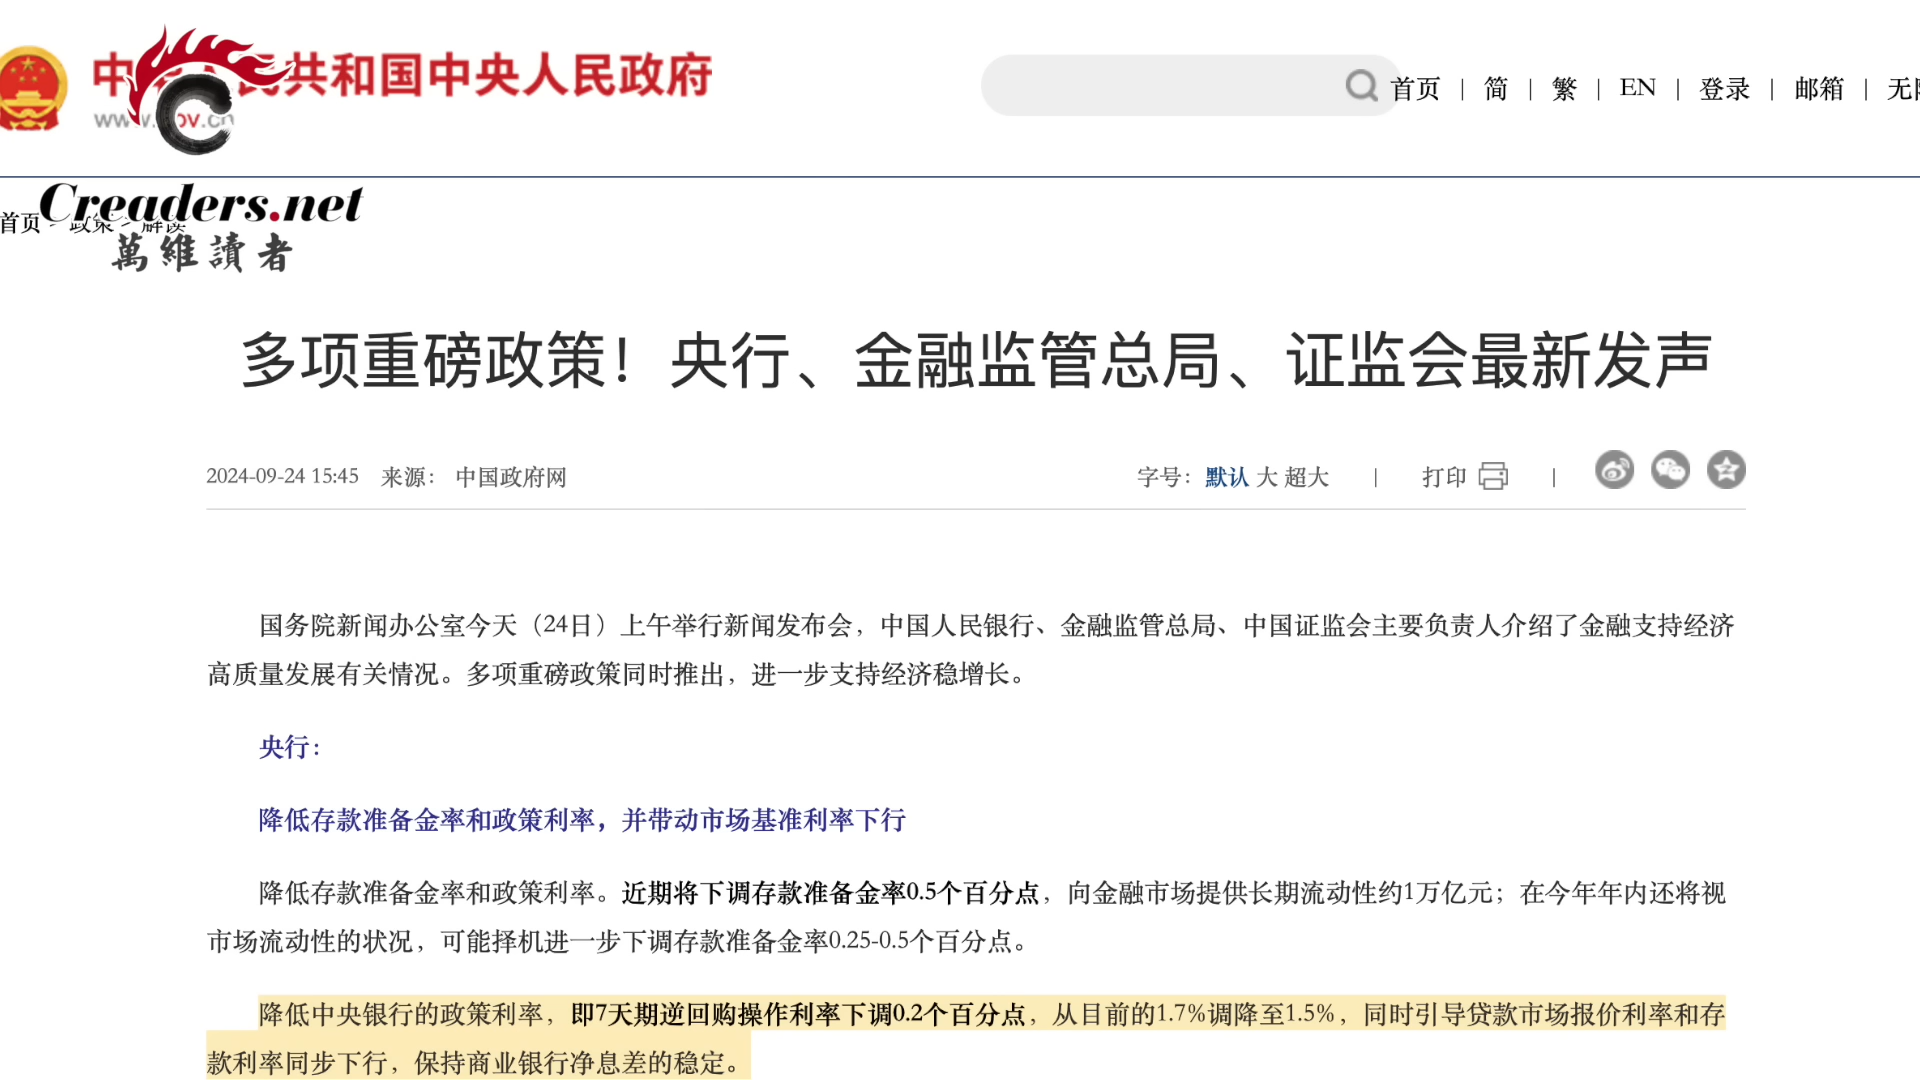 中 民共和国中央人民政府
首页 | 简 | 繁 | EN | 登录 | 邮箱 |
Creaders.net
首页 > 政策 > 解读
萬維讀者
多项重磅政策！央行、金融监管总局、证监会最新发声
2024-09-24 15:45 来源： 中国政府网
字号：默认 大 超大 | 打印 |
国务院新闻办公室今天（24日）上午举行新闻发布会，中国人民银行、金融监管总局、中国证监会主要负责人介绍了金融支持经济
高质量发展有关情况。多项重磅政策同时推出，进一步支持经济稳增长。
央行：
降低存款准备金率和政策利率，并带动市场基准利率下行
降低存款准备金率和政策利率。近期将下调存款准备金率0.5个百分点，向金融市场提供长期流动性约1万亿元；在今年年内还将视
市场流动性的状况，可能择机进一步下调存款准备金率0.25-0.5个百分点。
降低中央银行的政策利率，即7天期逆回购操作利率下调0.2个百分点，从目前的1.7%调降至1.5%，同时引导贷款市场报价利率和存
款利率同步下行，保持商业银行净息差的稳定。